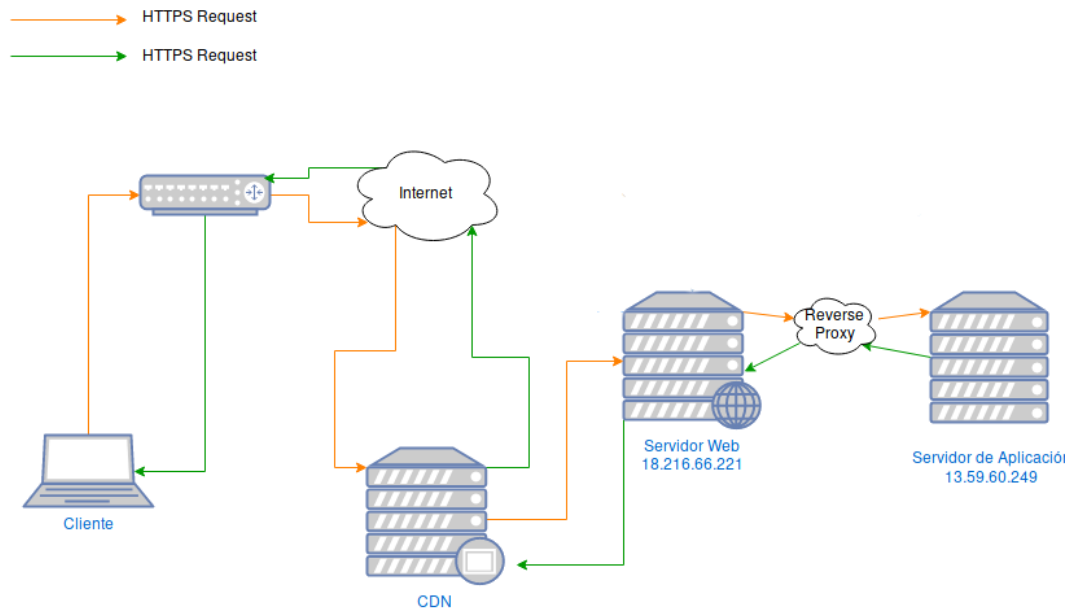 HTTPS Request
HTTPS Request
Internet
Reverse
Proxy
Servidor Web
18.216.66.221
Servidor de Aplicación
13.59.60.249
Cliente
CDN